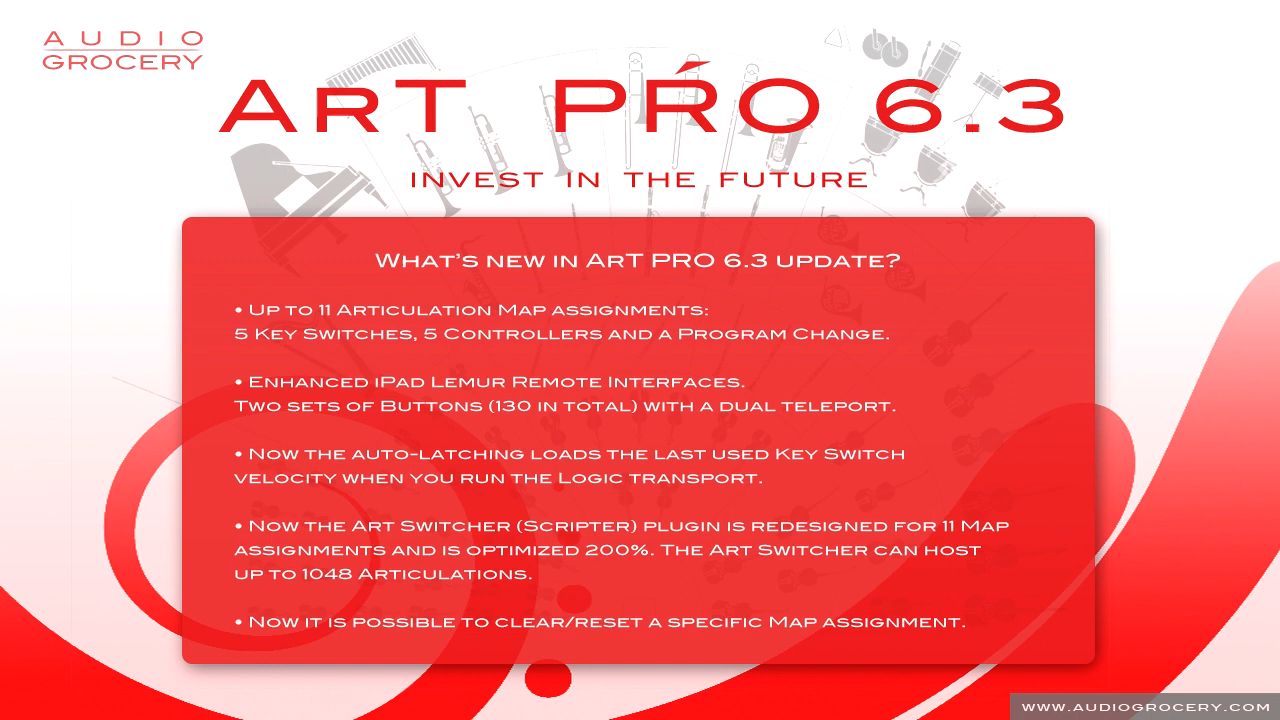 AUDIO
GROCERY
ART PŔO 6.3
INVEST IN THE FUTURE
What's new in ArT PRO 6.3 update?
• Up to 11 Articulation Map assignments:
5 Key Switches, 5 Controllers and a Program Change.
• Enhanced iPad Lemur Remote Interfaces.
Two sets of Buttons (130 in total) with a dual teleport.
• Now the auto-latching loads the last used Key Switch
velocity when you run the Logic transport.
• Now the Art Switcher (Scripter) plugin is redesigned for 11 Map
assignments and is optimized 200%. The Art Switcher can host
up to 1048 Articulations.
• Now it is possible to clear/reset a specific Map assignment.
WWW.AUDIOGROCERY.COM